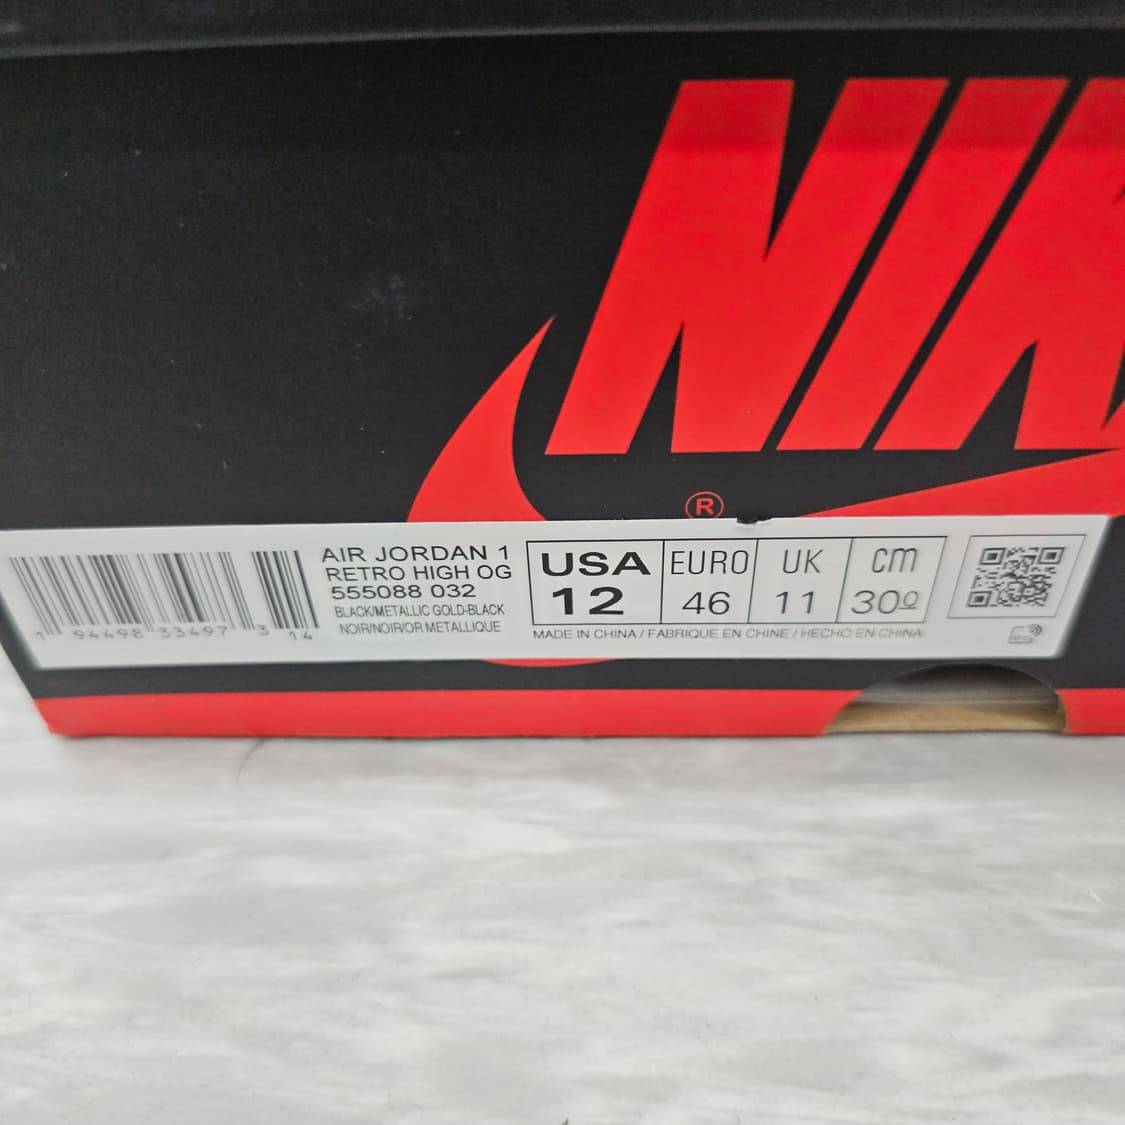 NIK
®
AIR JORDAN 1
RETRO HIGH OG
555088 032
BLACK/METALLIC GOLD-BLACK
NOIR/NOIR/OR METALLIQUE
1 94498 33497 3 14
USA EURO UK cm
12 46 11 30º
MADE IN CHINA / FABRIQUE EN CHINE / HECHO EN CHINA